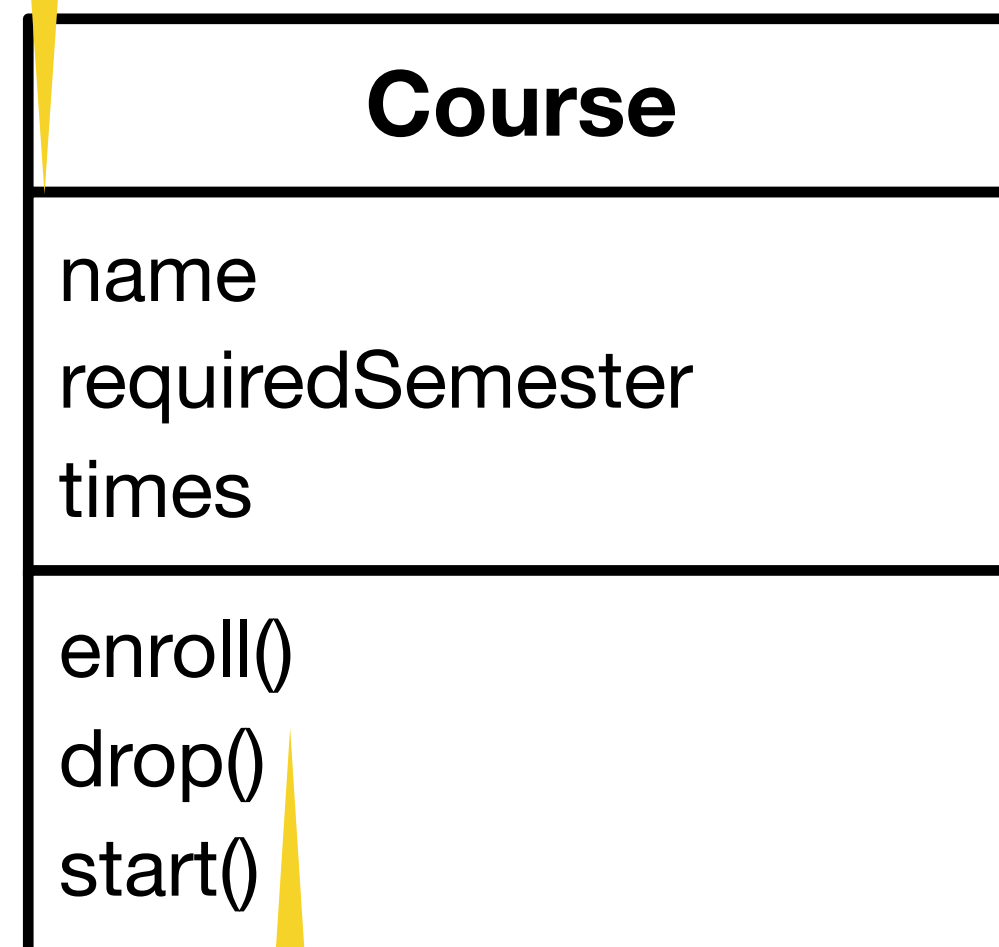 Course
name
requiredSemester
times
enroll()
drop()
start()